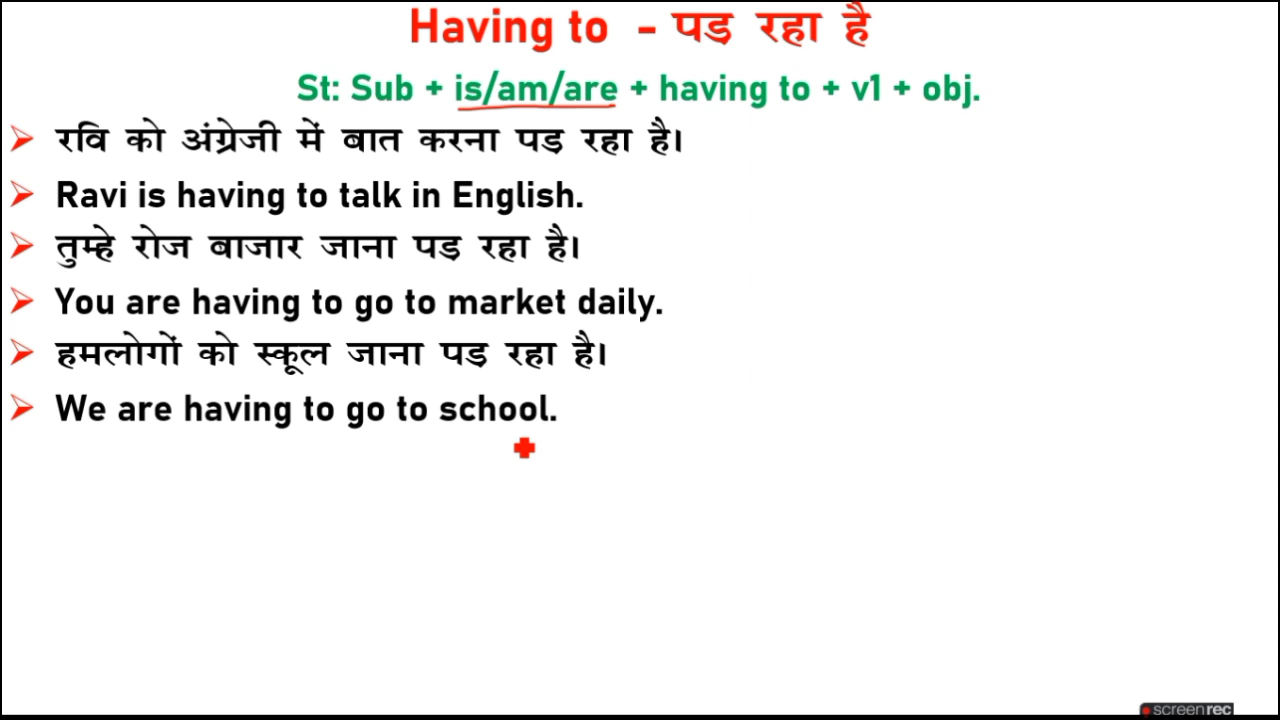 Having to - पड रहा है
St: Sub + is/am/are + having to + v1 + obj.
➢ रवि को अंग्रेजी में बात करना पड रहा है।
➢ Ravi is having to talk in English.
➢ तुम्हे रोज बाजार जाना पड रहा है।
➢ You are having to go to market daily.
➢ हमलोगों को स्कूल जाना पड रहा है।
➢ We are having to go to school.
screenrec